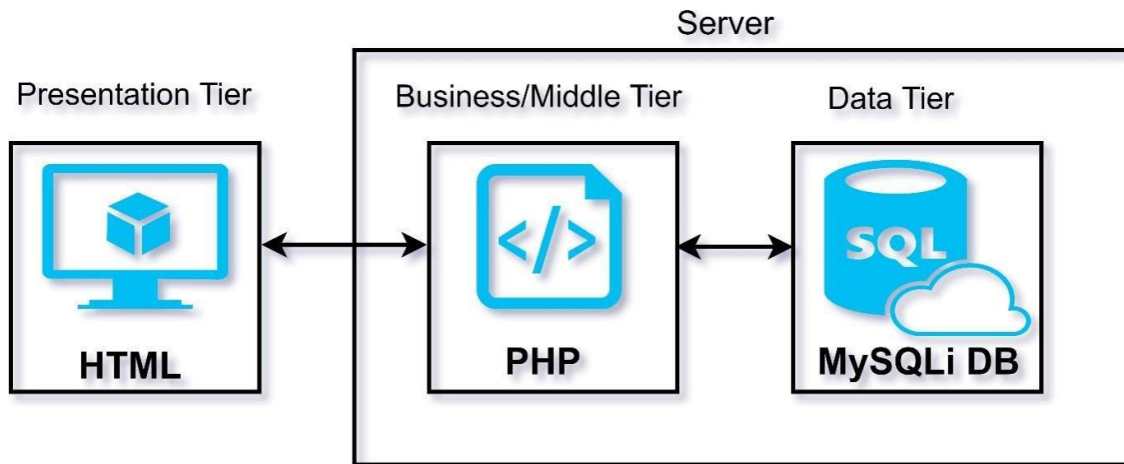 Server
Presentation Tier
Business/Middle Tier
Data Tier
</>
SQL
HTML
PHP
MySQLi DB